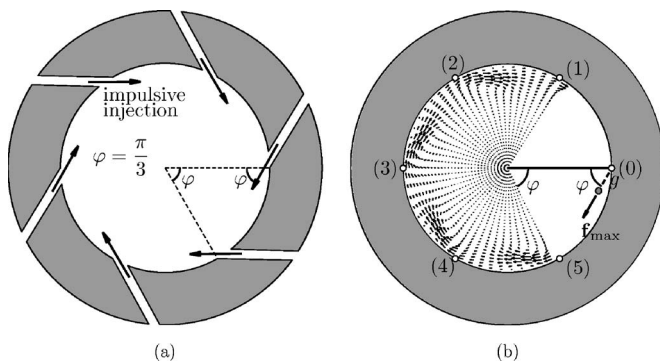 impulsive
injection
φ = π/3
φ
φ
(a)
(2)
(1)
(3)
(0)
φ
φ
g
f_max
(4)
(5)
(b)